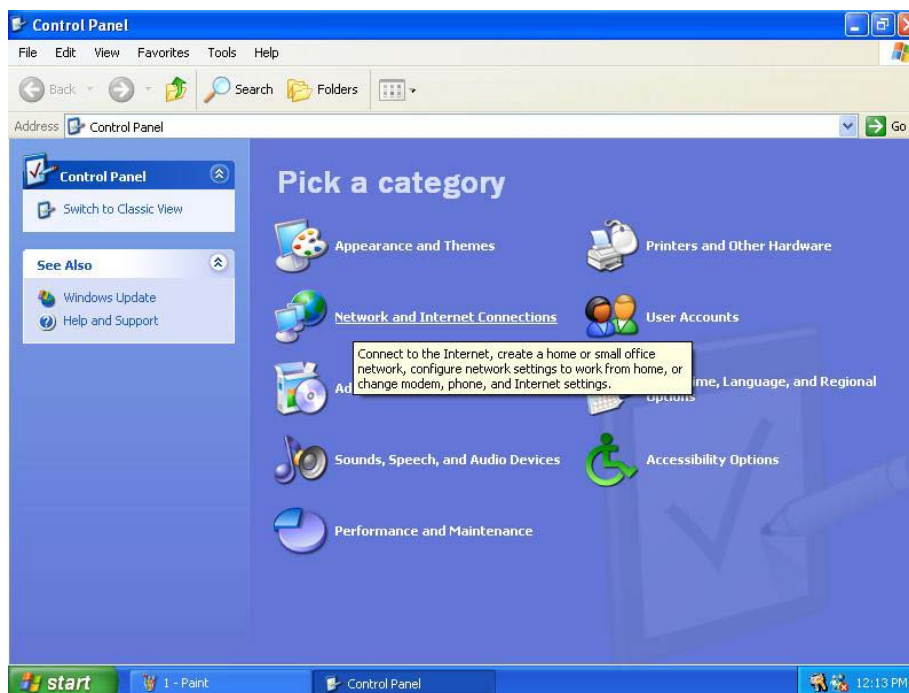 Control Panel
File Edit View Favorites Tools Help
Back Search Folders
Address Control Panel Go
Control Panel
Switch to Classic View
See Also
Windows Update
Help and Support
Pick a category
Appearance and Themes
Printers and Other Hardware
Network and Internet Connections
User Accounts
Connect to the Internet, create a home or small office
network, configure network settings to work from home, or
change modem, phone, and Internet settings.
Ad
ime, Language, and Regional
Options
Sounds, Speech, and Audio Devices
Accessibility Options
Performance and Maintenance
start 1 - Paint Control Panel 12:13 PM